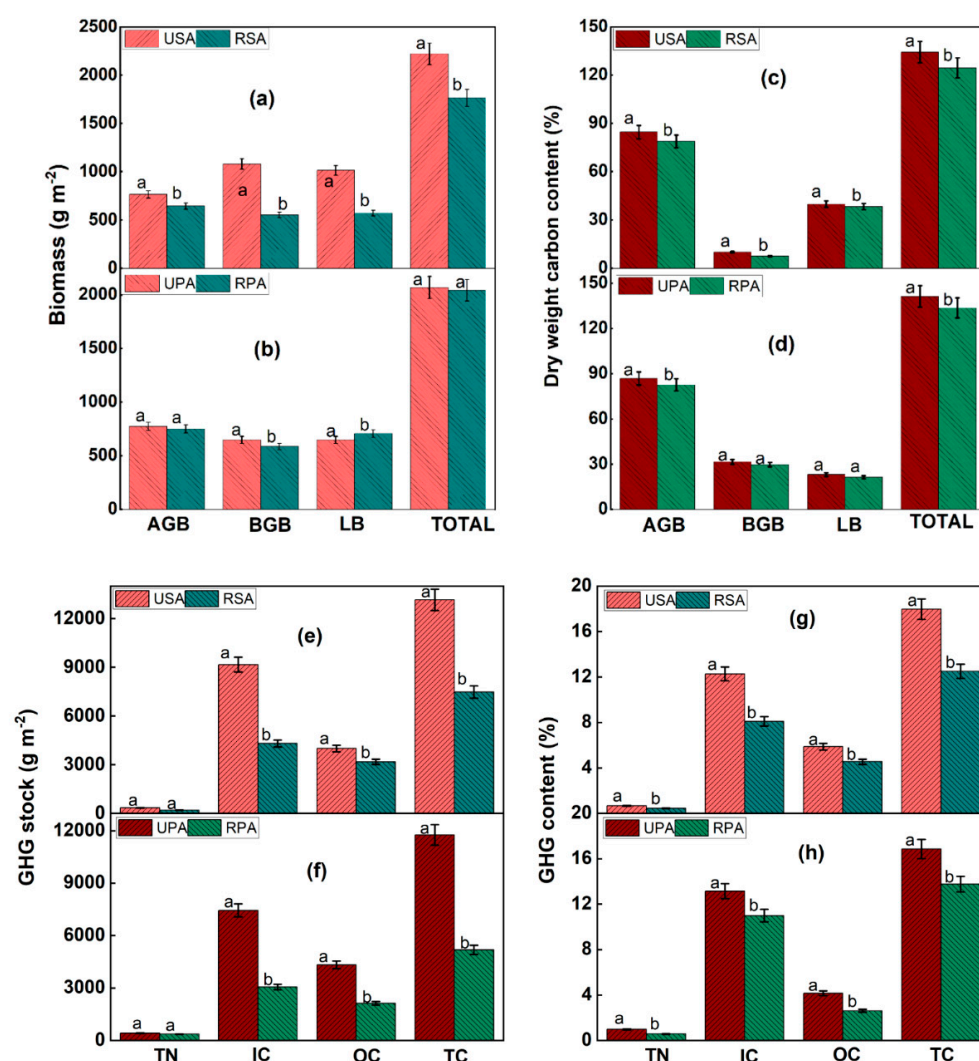 2500
USA RSA
a
b
2000
(a)
1500
Biomass (g m⁻²)
1000
a b a b a b
500
0
UPA RPA
a a
2000
(b)
1500
1000
a a a b a b
500
0
AGB BGB LB TOTAL
150
USA RSA
a
b
120
(c)
Dry weight carbon content (%)
90
a b
60
a b
30
a b
0
UPA RPA
150
a b
120
(d)
90
a b
60
30
a a a a
0
AGB BGB LB TOTAL
USA RSA
a
12000
(e)
9000
a
b
GHG stock (g m⁻²)
6000
b
a b
3000
a a
0
UPA RPA
12000
a
(f)
9000
a
6000
a b
3000
b b
a a
0
TN IC OC TC
20
USA RSA
a
16
(g)
12
a b
GHG content (%)
8
b
a b
4
a b
20
UPA RPA
a
16
(h)
b
12
a b
8
4
a b
a b
0
TN IC OC TC